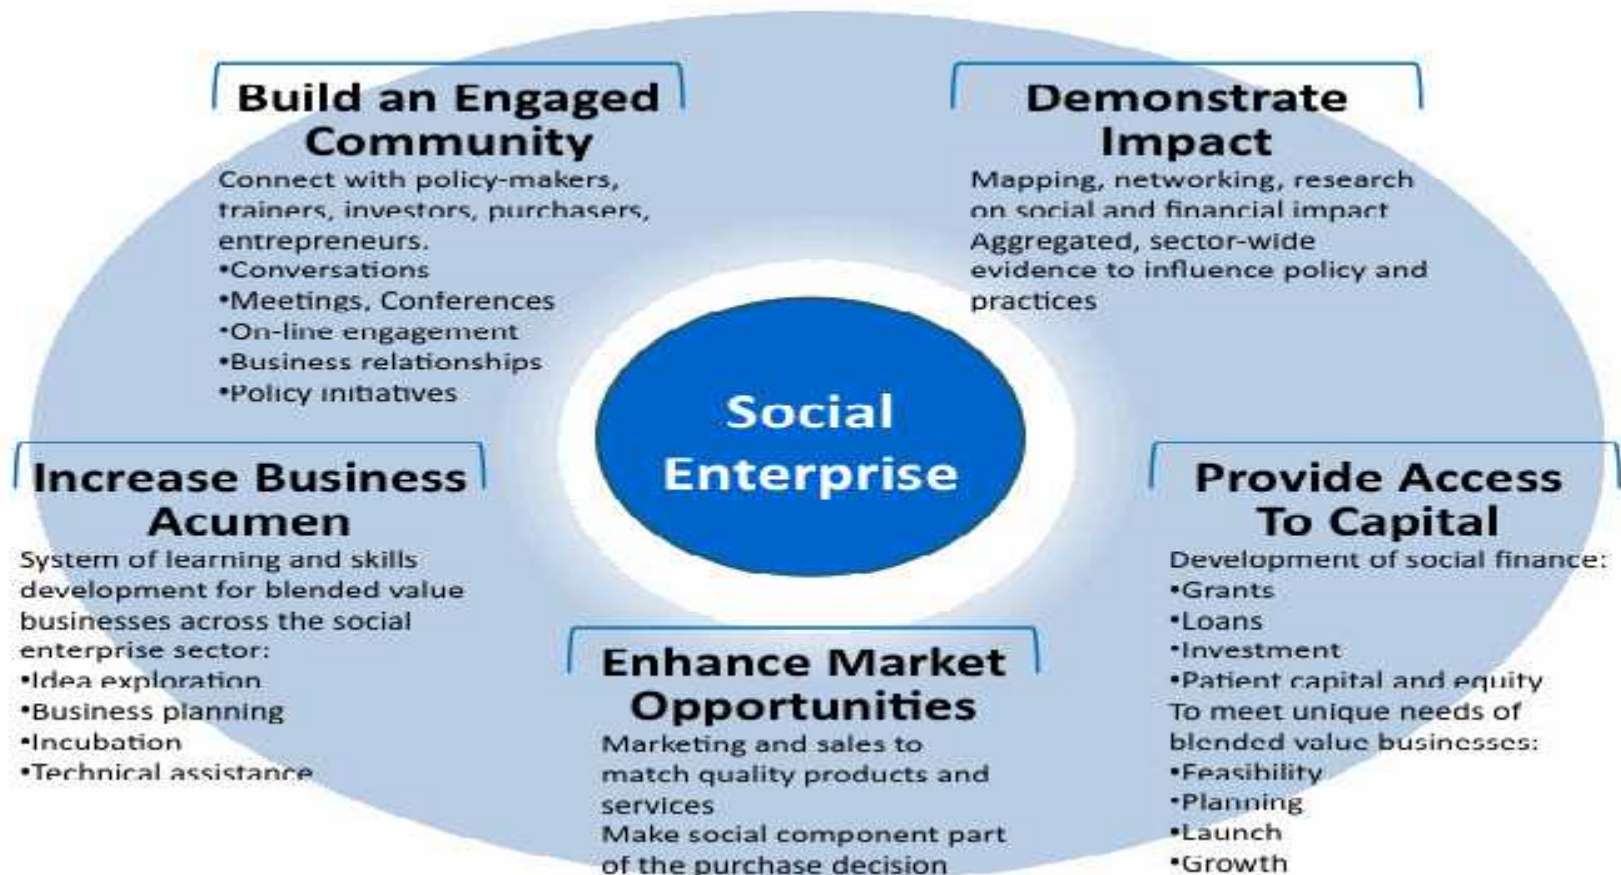 Build an Engaged
Community
Connect with policy-makers,
trainers, investors, purchasers,
entrepreneurs.
•Conversations
•Meetings, Conferences
•On-line engagement
•Business relationships
•Policy initiatives
Demonstrate
Impact
Mapping, networking, research
on social and financial impact
Aggregated, sector-wide
evidence to influence policy and
practices
Social
Enterprise
Increase Business
Acumen
System of learning and skills
development for blended value
businesses across the social
enterprise sector:
•Idea exploration
•Business planning
•Incubation
•Technical assistance
Enhance Market
Opportunities
Marketing and sales to
match quality products and
services
Make social component part
of the purchase decision
Provide Access
To Capital
Development of social finance:
•Grants
•Loans
•Investment
•Patient capital and equity
To meet unique needs of
blended value businesses:
•Feasibility
•Planning
•Launch
•Growth